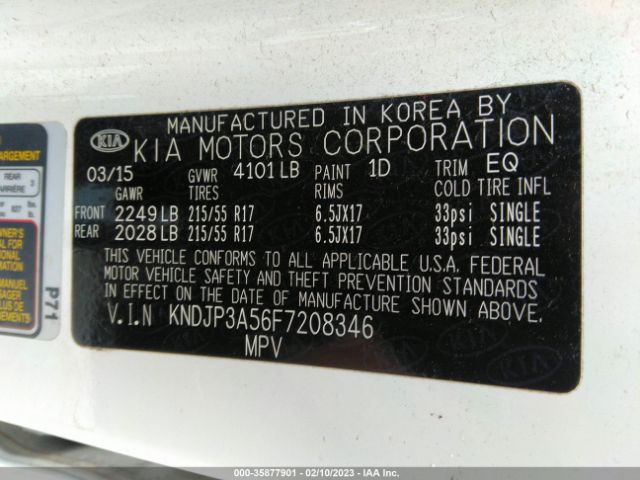 MANUFACTURED IN KOREA BY
KIA KIA MOTORS CORPORATION
03/15 GVWR 4101 LB PAINT 1D TRIM EQ
GAWR TIRES RIMS COLD TIRE INFL
FRONT 2249 LB 215/55 R17 6.5JX17 33psi SINGLE
REAR 2028 LB 215/55 R17 6.5JX17 33psi SINGLE
THIS VEHICLE CONFORMS TO ALL APPLICABLE U.S.A. FEDERAL
MOTOR VEHICLE SAFETY AND THEFT PREVENTION STANDARDS
IN EFFECT ON THE DATE OF MANUFACTURE SHOWN ABOVE.
V.I.N KNDJP3A56F7208346
MPV
REAR
P71
000-35877901 - 02/10/2023 - IAA Inc.